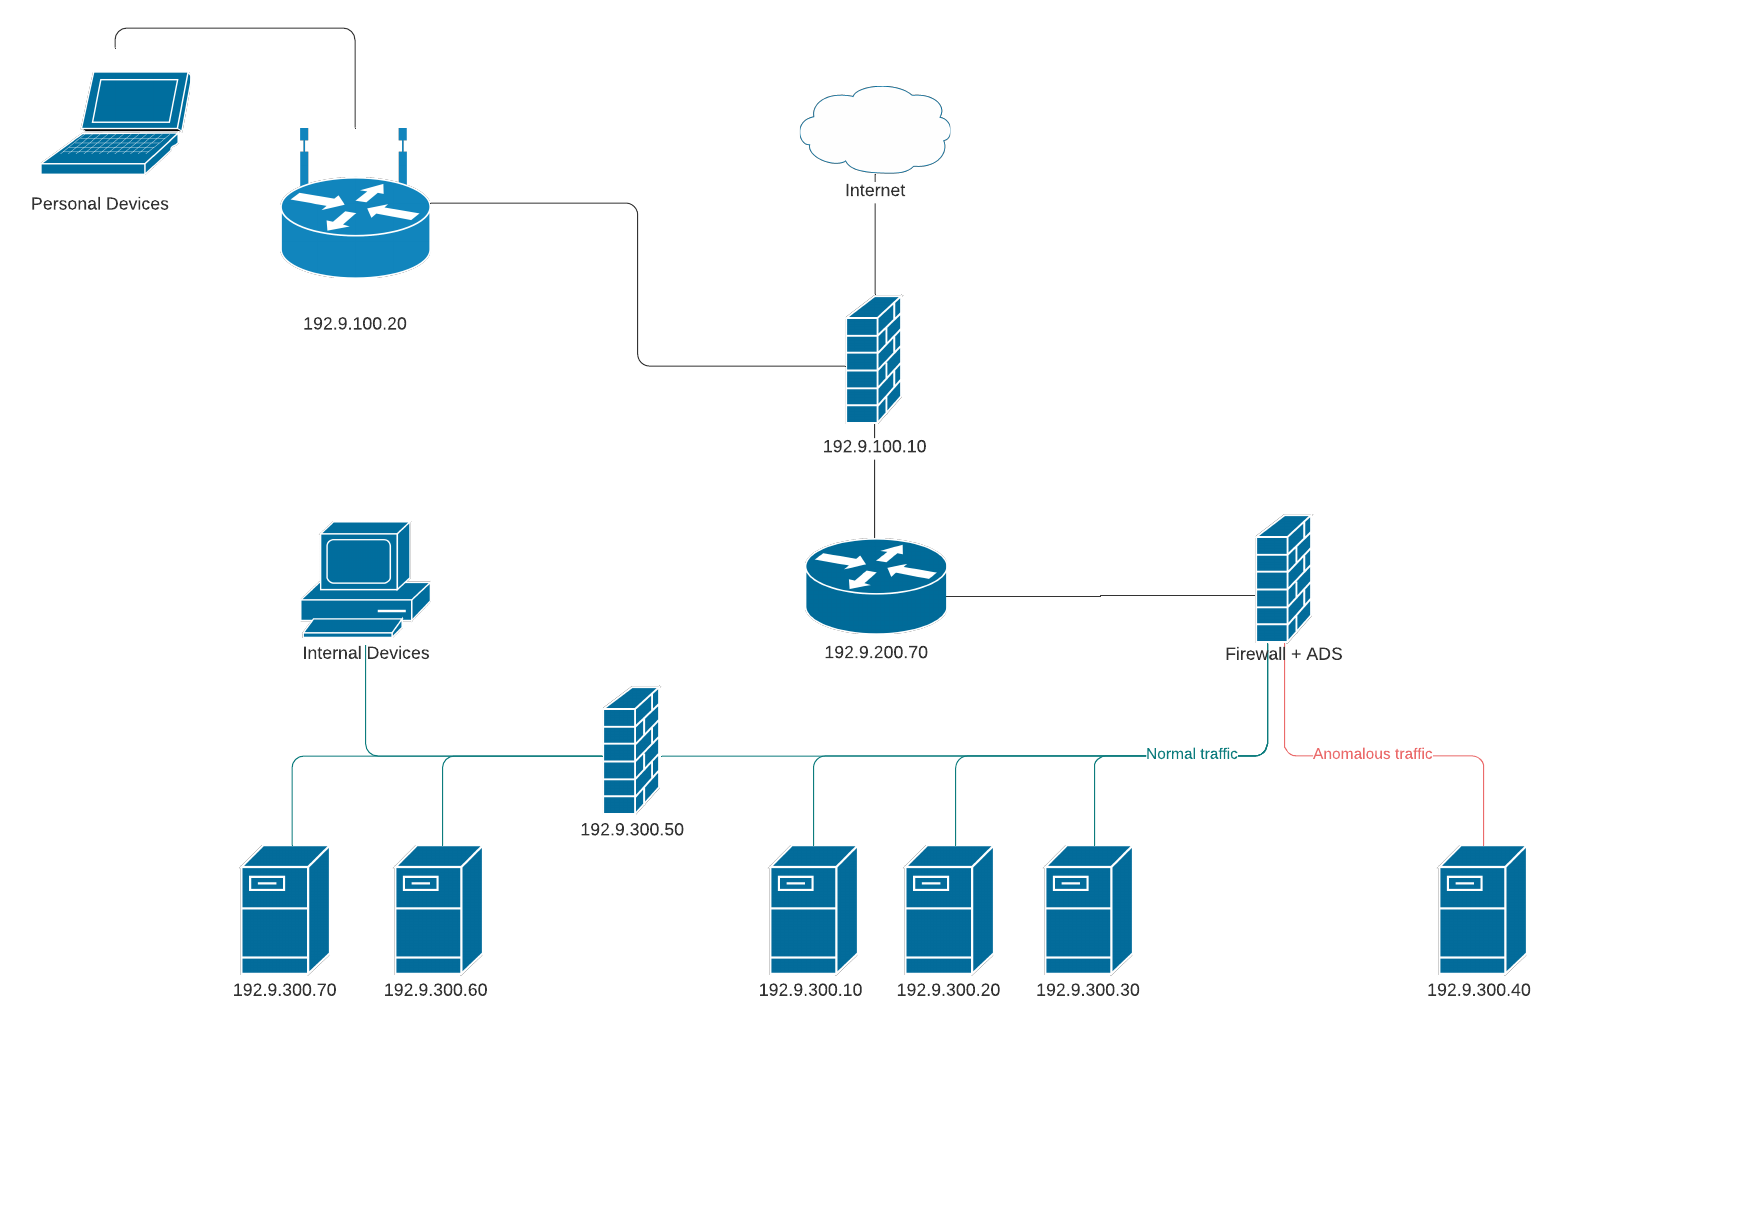 Personal Devices
Internet
192.9.100.20
192.9.100.10
Internal Devices
192.9.200.70
Firewall + ADS
Normal traffic
Anomalous traffic
192.9.300.50
192.9.300.70
192.9.300.60
192.9.300.10
192.9.300.20
192.9.300.30
192.9.300.40